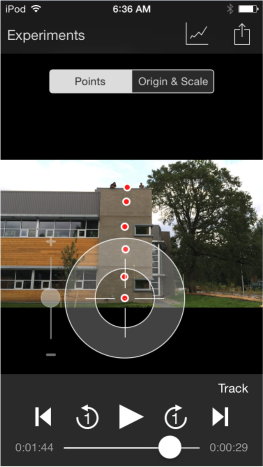 iPod 6:36 AM
Experiments
Points Origin & Scale
+
−
Track
1 1
0:01:44 0:00:29